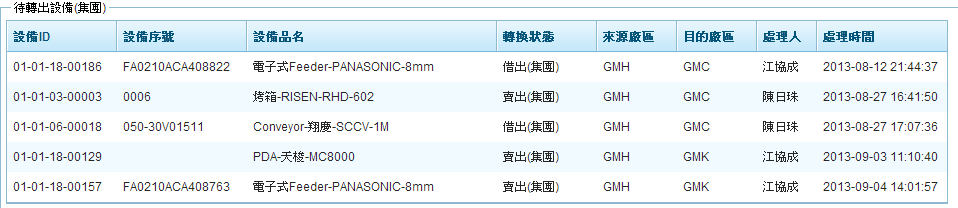 待轉出設備(集團)
設備ID 設備序號 設備品名 轉換狀態 來源廠區 目的廠區 處理人 處理時間
01-01-18-00186 FA0210ACA408822 電子式Feeder-PANASONIC-8mm 借出(集團) GMH GMC 江協成 2013-08-12 21:44:37
01-01-03-00003 0006 烤箱-RISEN-RHD-602 賣出(集團) GMH GMC 陳日珠 2013-08-27 16:41:50
01-01-06-00018 050-30V01511 Conveyor-翔慶-SCCV-1M 借出(集團) GMH GMC 陳日珠 2013-08-27 17:07:36
01-01-18-00129 PDA-天梭-MC8000 賣出(集團) GMH GMK 江協成 2013-09-03 11:10:40
01-01-18-00157 FA0210ACA408763 電子式Feeder-PANASONIC-8mm 賣出(集團) GMH GMK 江協成 2013-09-04 14:01:57